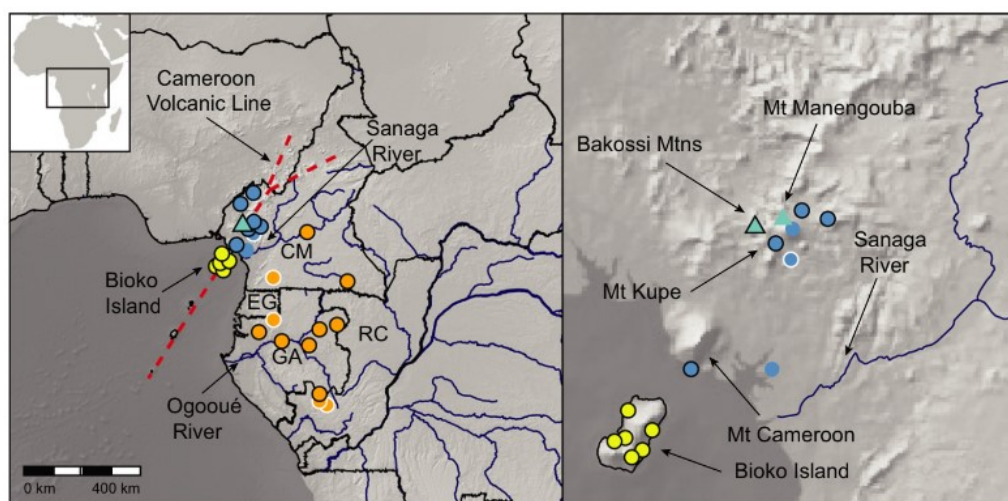 Cameroon
Volcanic Line
Sanaga
River
CM
Bioko
Island
EG
RC
GA
Ogooué
River
0 km
400 km
Mt Manengouba
Bakossi Mtns
Sanaga
River
Mt Kupe
Mt Cameroon
Bioko Island